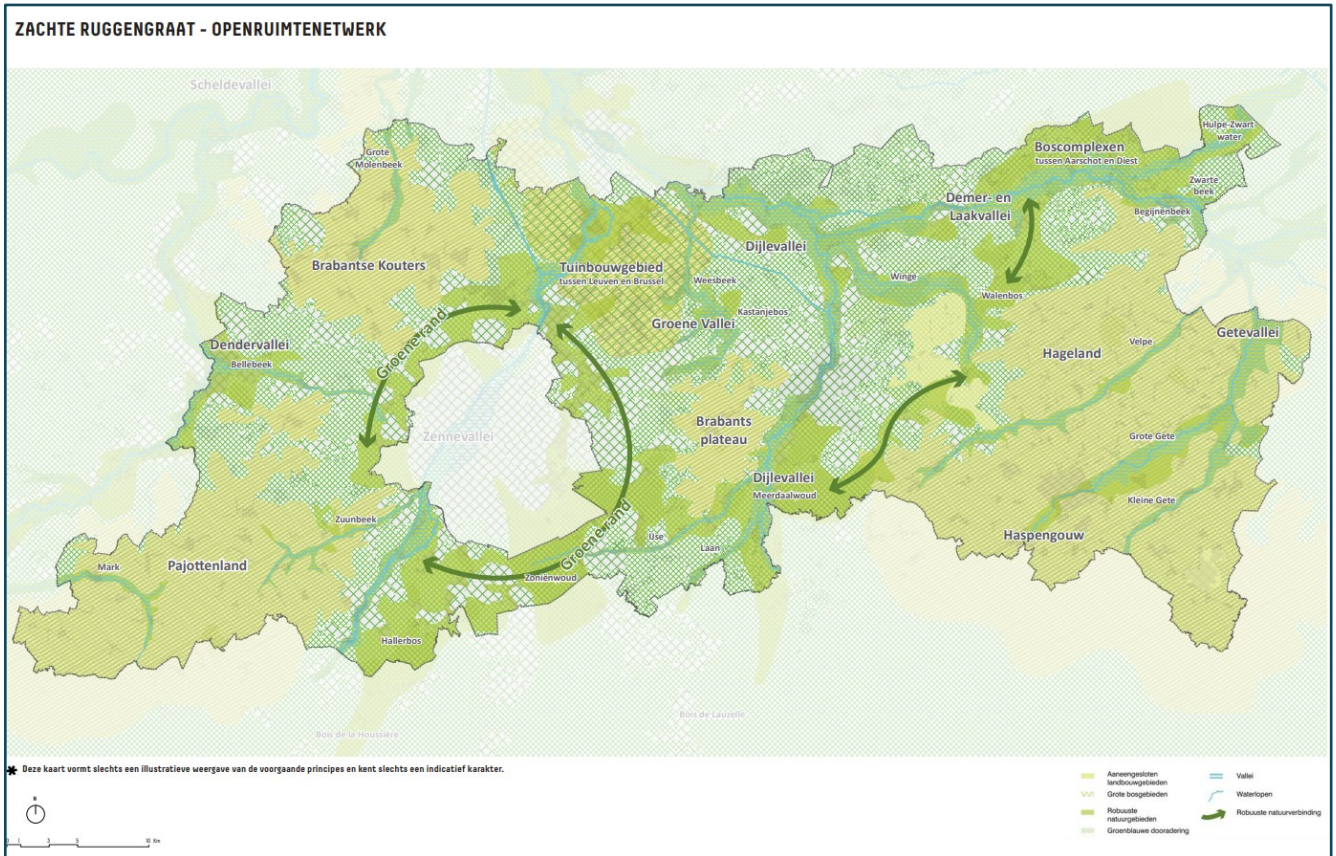 ZACHTE RUGGENGRAAT - OPENRUIMTENETWERK
Scheldevallei
Hulpe-Zwart
water
Boscomplexen
tussen Aarschot en Diest
Grote
Molenbeek
Zwarte
beek
Demer- en
Laakvallei
Begijnenbeek
Dijlevallei
Brabantse Kouters
Tuinbouwgebied
tussen Leuven en Brussel
Weesbeek
Winge
Walenbos
Kastanjebos
Groene Vallei
Groene rand
Dendervallei
Bellebeek
Hageland
Velpe
Getevallei
Zennevallei
Brabants
plateau
Grote Gete
Dijlevallei
Meerdaalwoud
Kleine Gete
Zuunbeek
Groene rand
IJse
Laan
Haspengouw
Mark
Pajottenland
Zoniënwoud
Hallerbos
Bois de Lauzelle
Bois de la Houssière
* Deze kaart vormt slechts een illustratieve weergave van de voorgaande principes en kent slechts een indicatief karakter.
N
0 1 3 5 10 Km
Aaneengesloten
landbouwgebieden
Grote bosgebieden
Robuuste
natuurgebieden
Groenblauwe dooradering
Vallei
Waterlopen
Robuuste natuurverbinding